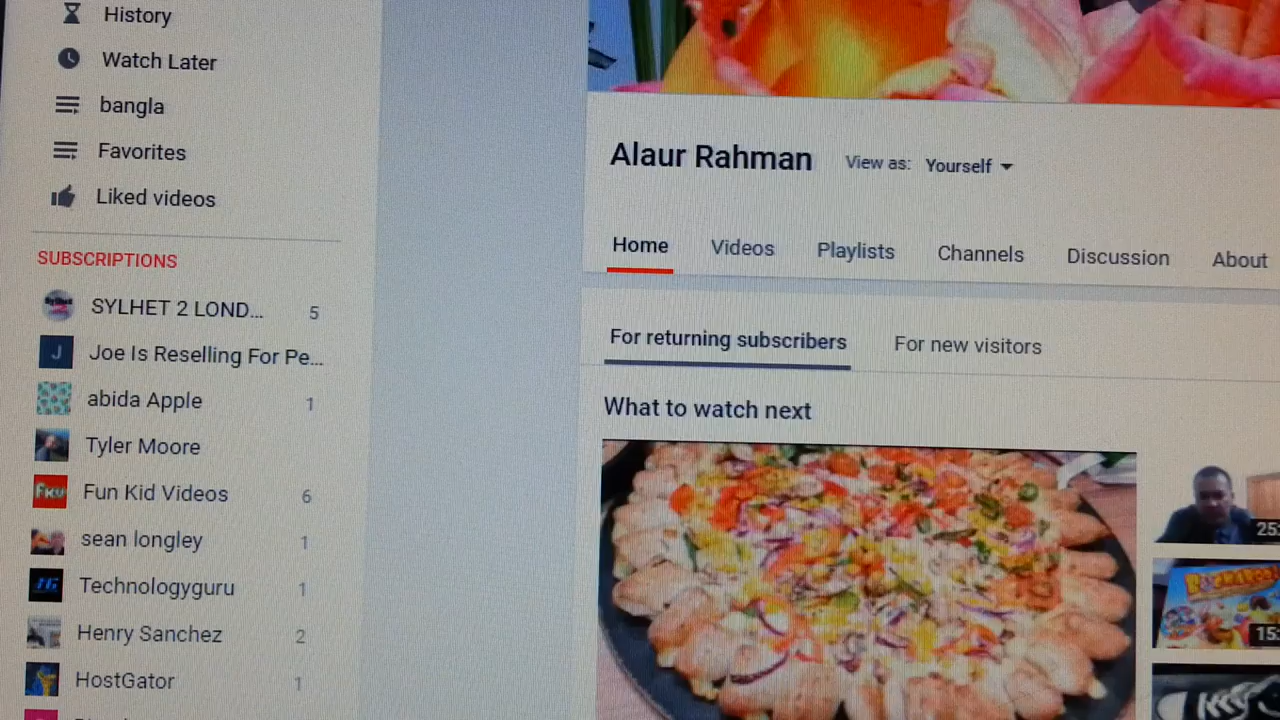 History
Watch Later
bangla
Favorites
Liked videos
SUBSCRIPTIONS
SYLHET 2 LOND... 5
J Joe Is Reselling For Pe...
abida Apple 1
Tyler Moore
FKV Fun Kid Videos 6
sean longley 1
Technologyguru 1
Henry Sanchez 2
HostGator 1
Alaur Rahman View as: Yourself
Home Videos Playlists Channels Discussion About
For returning subscribers For new visitors
What to watch next
25:
15: